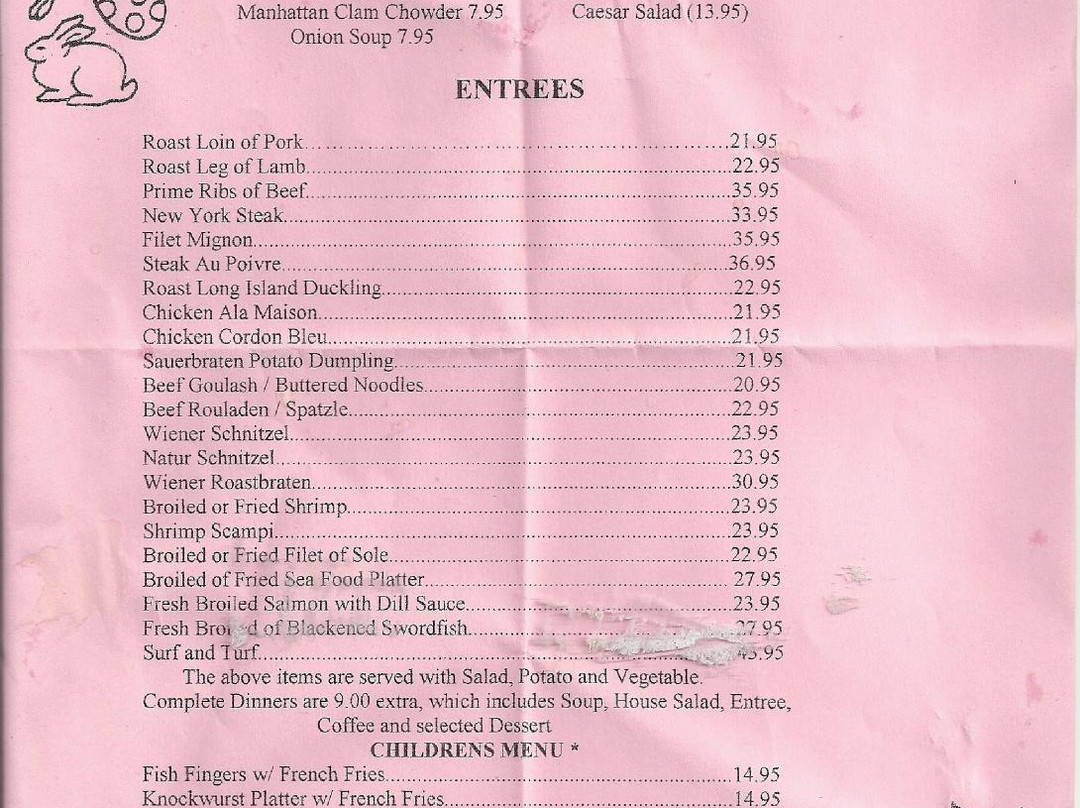 Manhattan Clam Chowder 7.95 Caesar Salad (13.95)
Onion Soup 7.95
ENTREES
Roast Loin of Pork.......................................................21.95
Roast Leg of Lamb.......................................................22.95
Prime Ribs of Beef.......................................................35.95
New York Steak.......................................................33.95
Filet Mignon.......................................................35.95
Steak Au Poivre.......................................................36.95
Roast Long Island Duckling.......................................................22.95
Chicken Ala Maison.......................................................21.95
Chicken Cordon Bleu.......................................................21.95
Sauerbraten Potato Dumpling.......................................................21.95
Beef Goulash / Buttered Noodles.......................................................20.95
Beef Rouladen / Spatzle.......................................................22.95
Wiener Schnitzel.......................................................23.95
Natur Schnitzel.......................................................23.95
Wiener Roastbraten.......................................................30.95
Broiled or Fried Shrimp.......................................................23.95
Shrimp Scampi.......................................................23.95
Broiled or Fried Filet of Sole.......................................................22.95
Broiled of Fried Sea Food Platter.......................................................27.95
Fresh Broiled Salmon with Dill Sauce.......................................................23.95
Fresh Broiled of Blackened Swordfish.......................................................27.95
Surf and Turf.......................................................
The above items are served with Salad, Potato and Vegetable.
Complete Dinners are 9.00 extra, which includes Soup, House Salad, Entree,
Coffee and selected Dessert
CHILDRENS MENU *
Fish Fingers w/ French Fries.......................................................14.95
Knockwurst Platter w/ French Fries.......................................................14.95